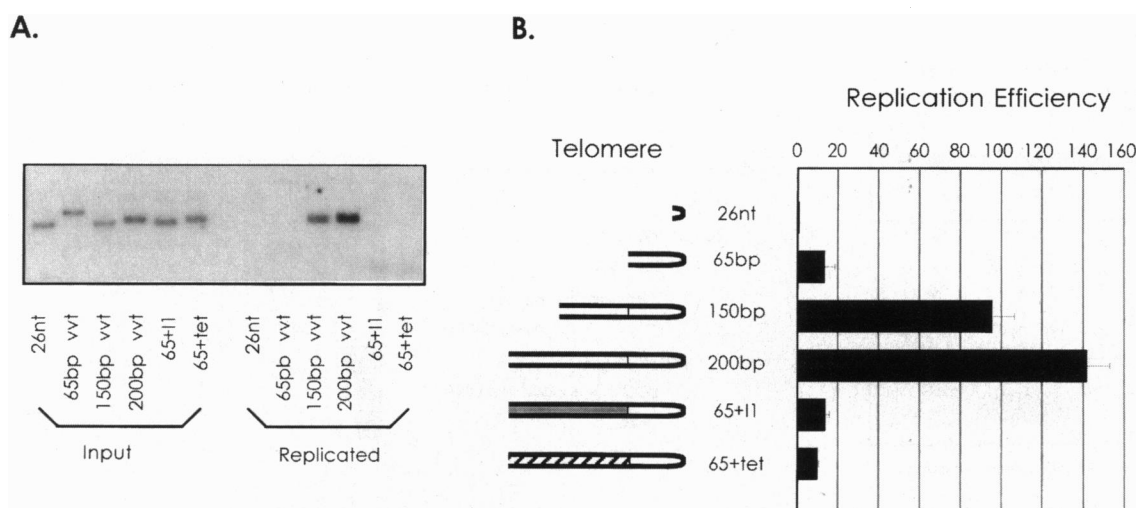 A.
26nt
65bp vvt
150bp vvt
200bp vvt
65+I1
65+tet
26nt
65pb vvt
150bp vvt
200bp vvt
65+I1
65+tet
Input
Replicated
B.
Replication Efficiency
Telomere
0 20 40 60 80 100 120 140 160
26nt
65bp
150bp
200bp
65+I1
65+tet